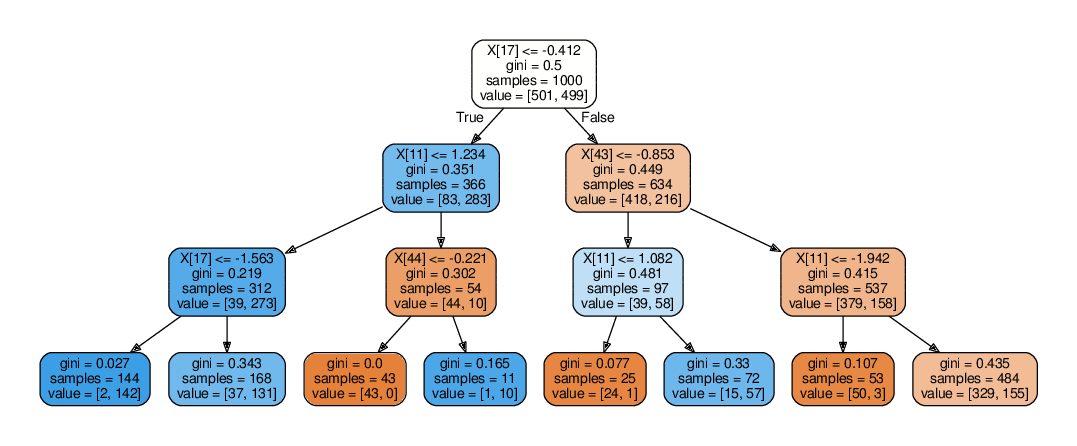 X[17] <= -0.412
gini = 0.5
samples = 1000
value = [501, 499]
True
False
X[11] <= 1.234
gini = 0.351
samples = 366
value = [83, 283]
X[43] <= -0.853
gini = 0.449
samples = 634
value = [418, 216]
X[17] <= -1.563
gini = 0.219
samples = 312
value = [39, 273]
X[44] <= -0.221
gini = 0.302
samples = 54
value = [44, 10]
X[11] <= 1.082
gini = 0.481
samples = 97
value = [39, 58]
X[11] <= -1.942
gini = 0.415
samples = 537
value = [379, 158]
gini = 0.027
samples = 144
value = [2, 142]
gini = 0.343
samples = 168
value = [37, 131]
gini = 0.0
samples = 43
value = [43, 0]
gini = 0.165
samples = 11
value = [1, 10]
gini = 0.077
samples = 25
value = [24, 1]
gini = 0.33
samples = 72
value = [15, 57]
gini = 0.107
samples = 53
value = [50, 3]
gini = 0.435
samples = 484
value = [329, 155]